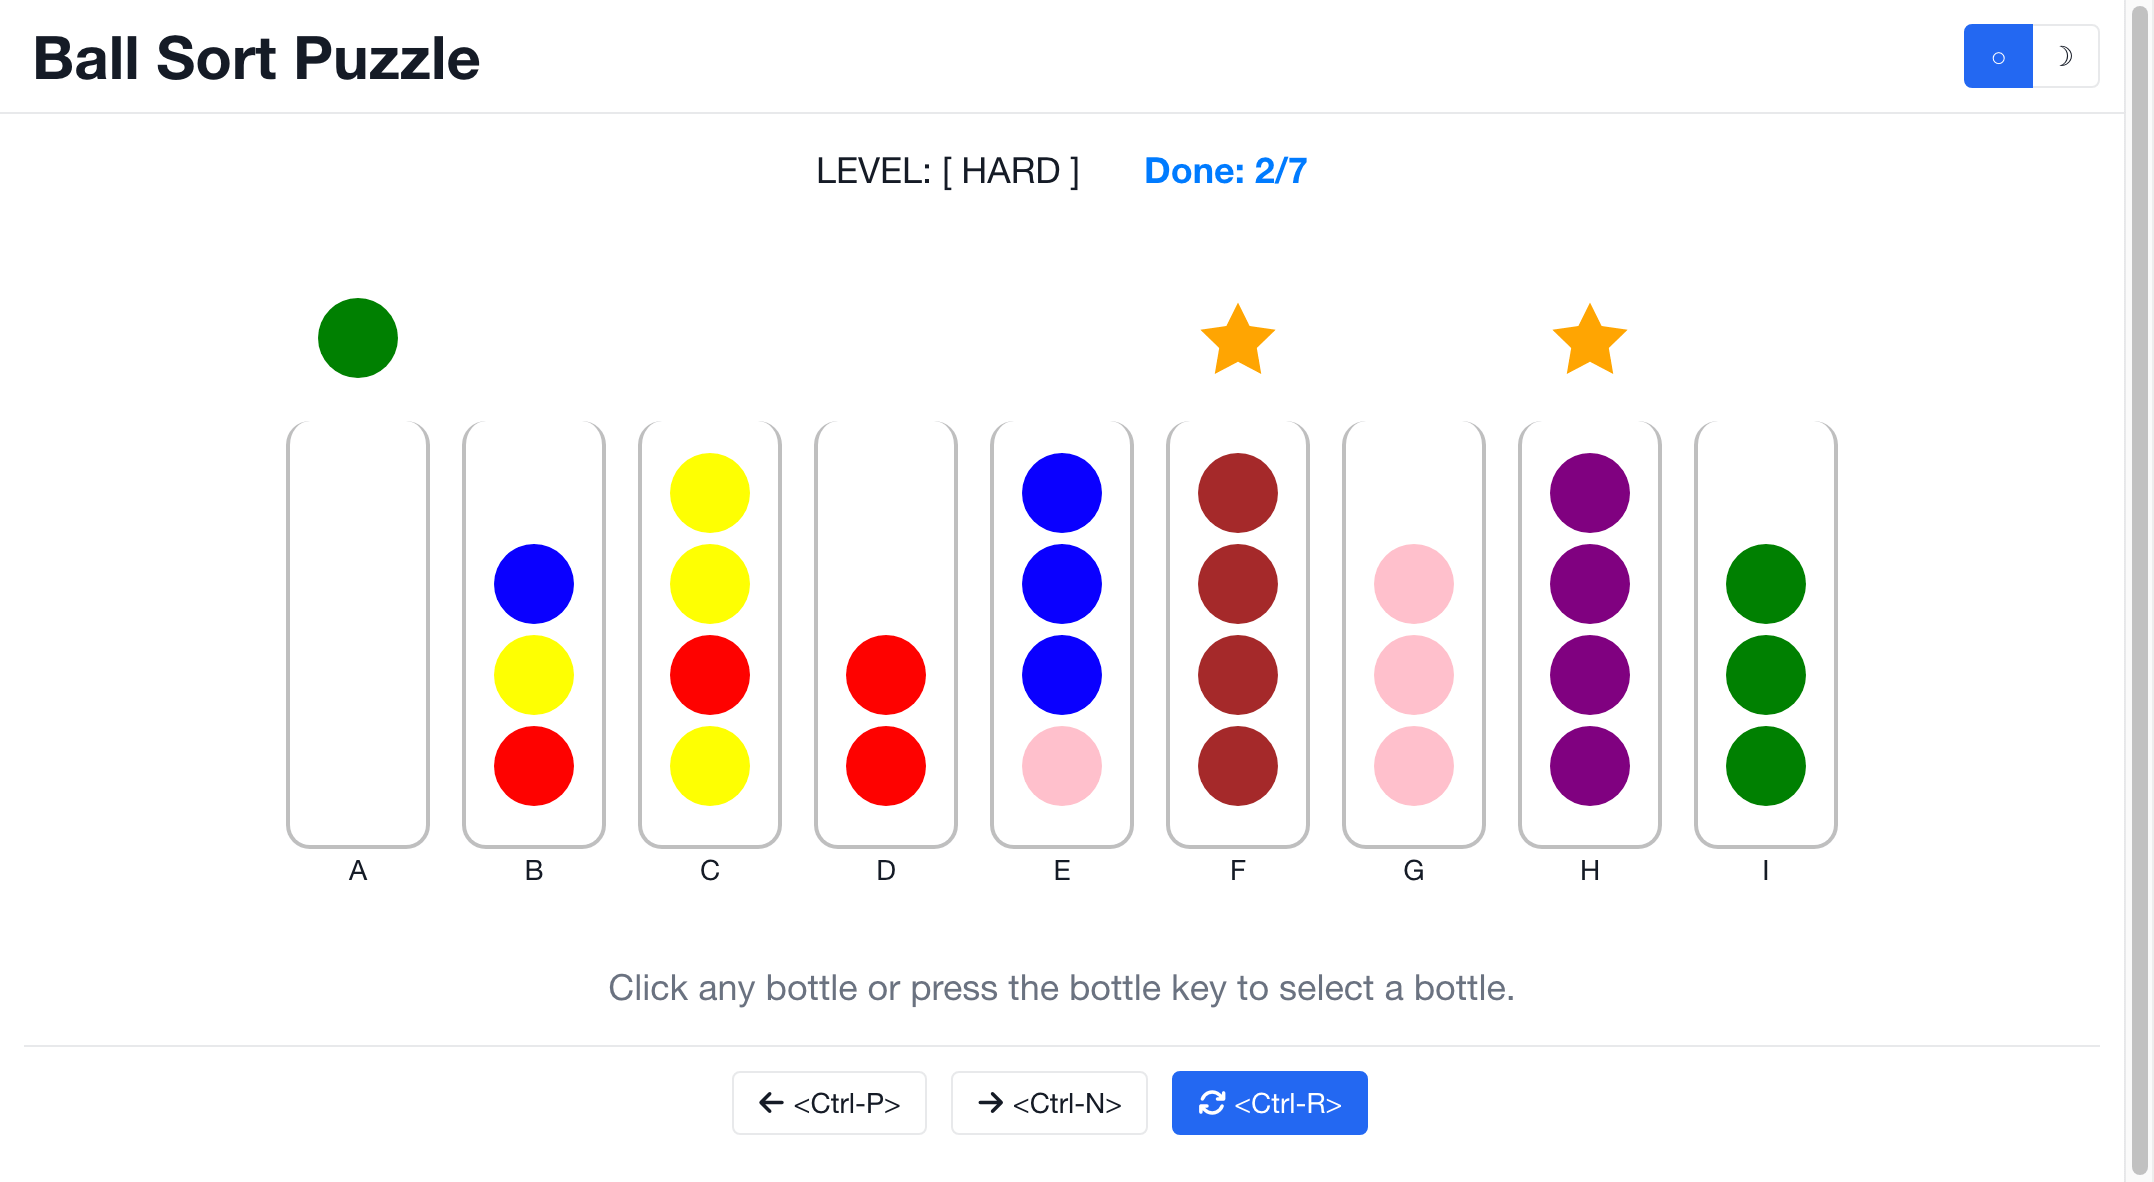 Ball Sort Puzzle
LEVEL: [ HARD ] Done: 2/7
A B C D E F G H I
Click any bottle or press the bottle key to select a bottle.
<Ctrl-P> <Ctrl-N> <Ctrl-R>